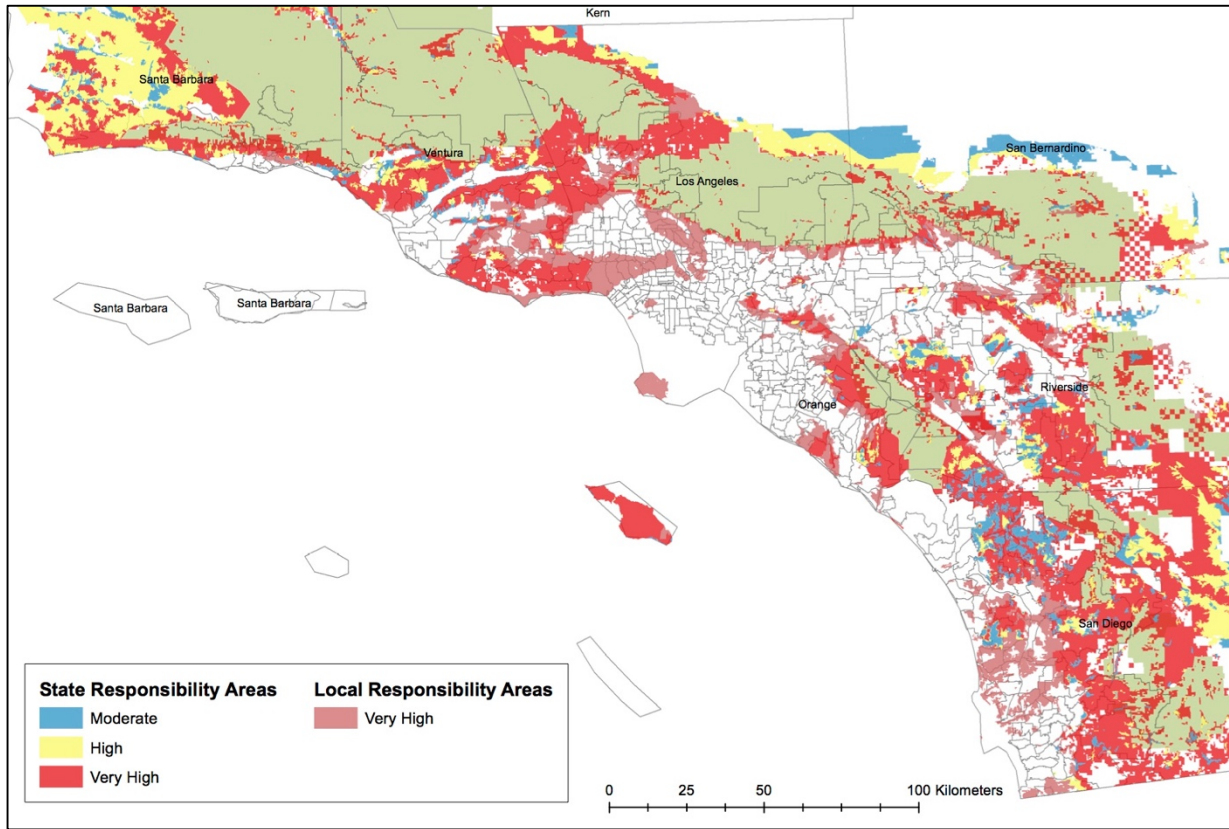 Kern
Santa Barbara
Ventura
San Bernardino
Los Angeles
Santa Barbara
Santa Barbara
Riverside
Orange
San Diego
State Responsibility Areas
Moderate
High
Very High
Local Responsibility Areas
Very High
0 25 50 100 Kilometers